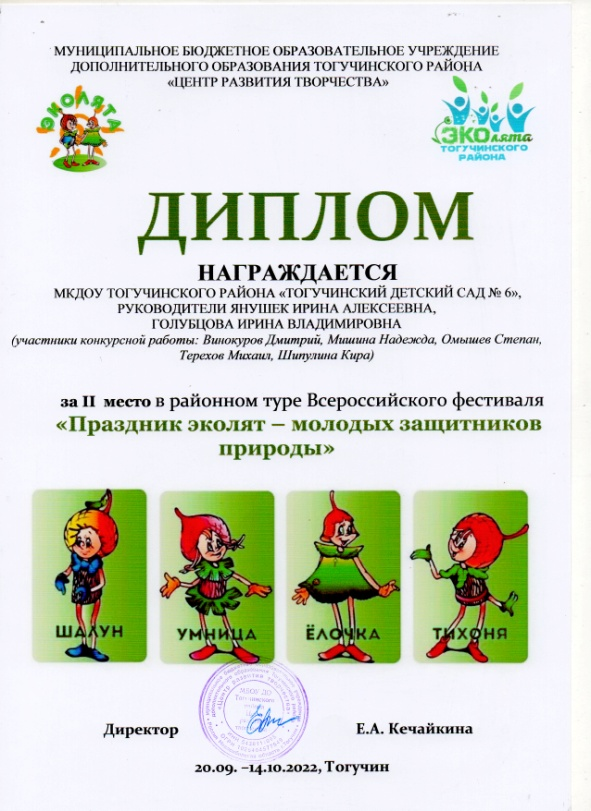 МУНИЦИПАЛЬНОЕ БЮДЖЕТНОЕ ОБРАЗОВАТЕЛЬНОЕ УЧРЕЖДЕНИЕ
ДОПОЛНИТЕЛЬНОГО ОБРАЗОВАНИЯ ТОГУЧИНСКОГО РАЙОНА
«ЦЕНТР РАЗВИТИЯ ТВОРЧЕСТВА»
ЭКОЛЯТА
ЭКОлята
ТОГУЧИНСКОГО
РАЙОНА
ДИПЛОМ
НАГРАЖДАЕТСЯ
МКДОУ ТОГУЧИНСКОГО РАЙОНА «ТОГУЧИНСКИЙ ДЕТСКИЙ САД № 6»,
РУКОВОДИТЕЛИ ЯНУШЕК ИРИНА АЛЕКСЕЕВНА,
ГОЛУБЦОВА ИРИНА ВЛАДИМИРОВНА
(участники конкурсной работы: Винокуров Дмитрий, Мишина Надежда, Омышев Степан,
Терехов Михаил, Шипулина Кира)
за II место в районном туре Всероссийского фестиваля
«Праздник эколят – молодых защитников
природы»
ШАЛУН
УМНИЦА
ЁЛОЧКА
ТИХОНЯ
Директор
Е.А. Кечайкина
20.09. –14.10.2022, Тогучин